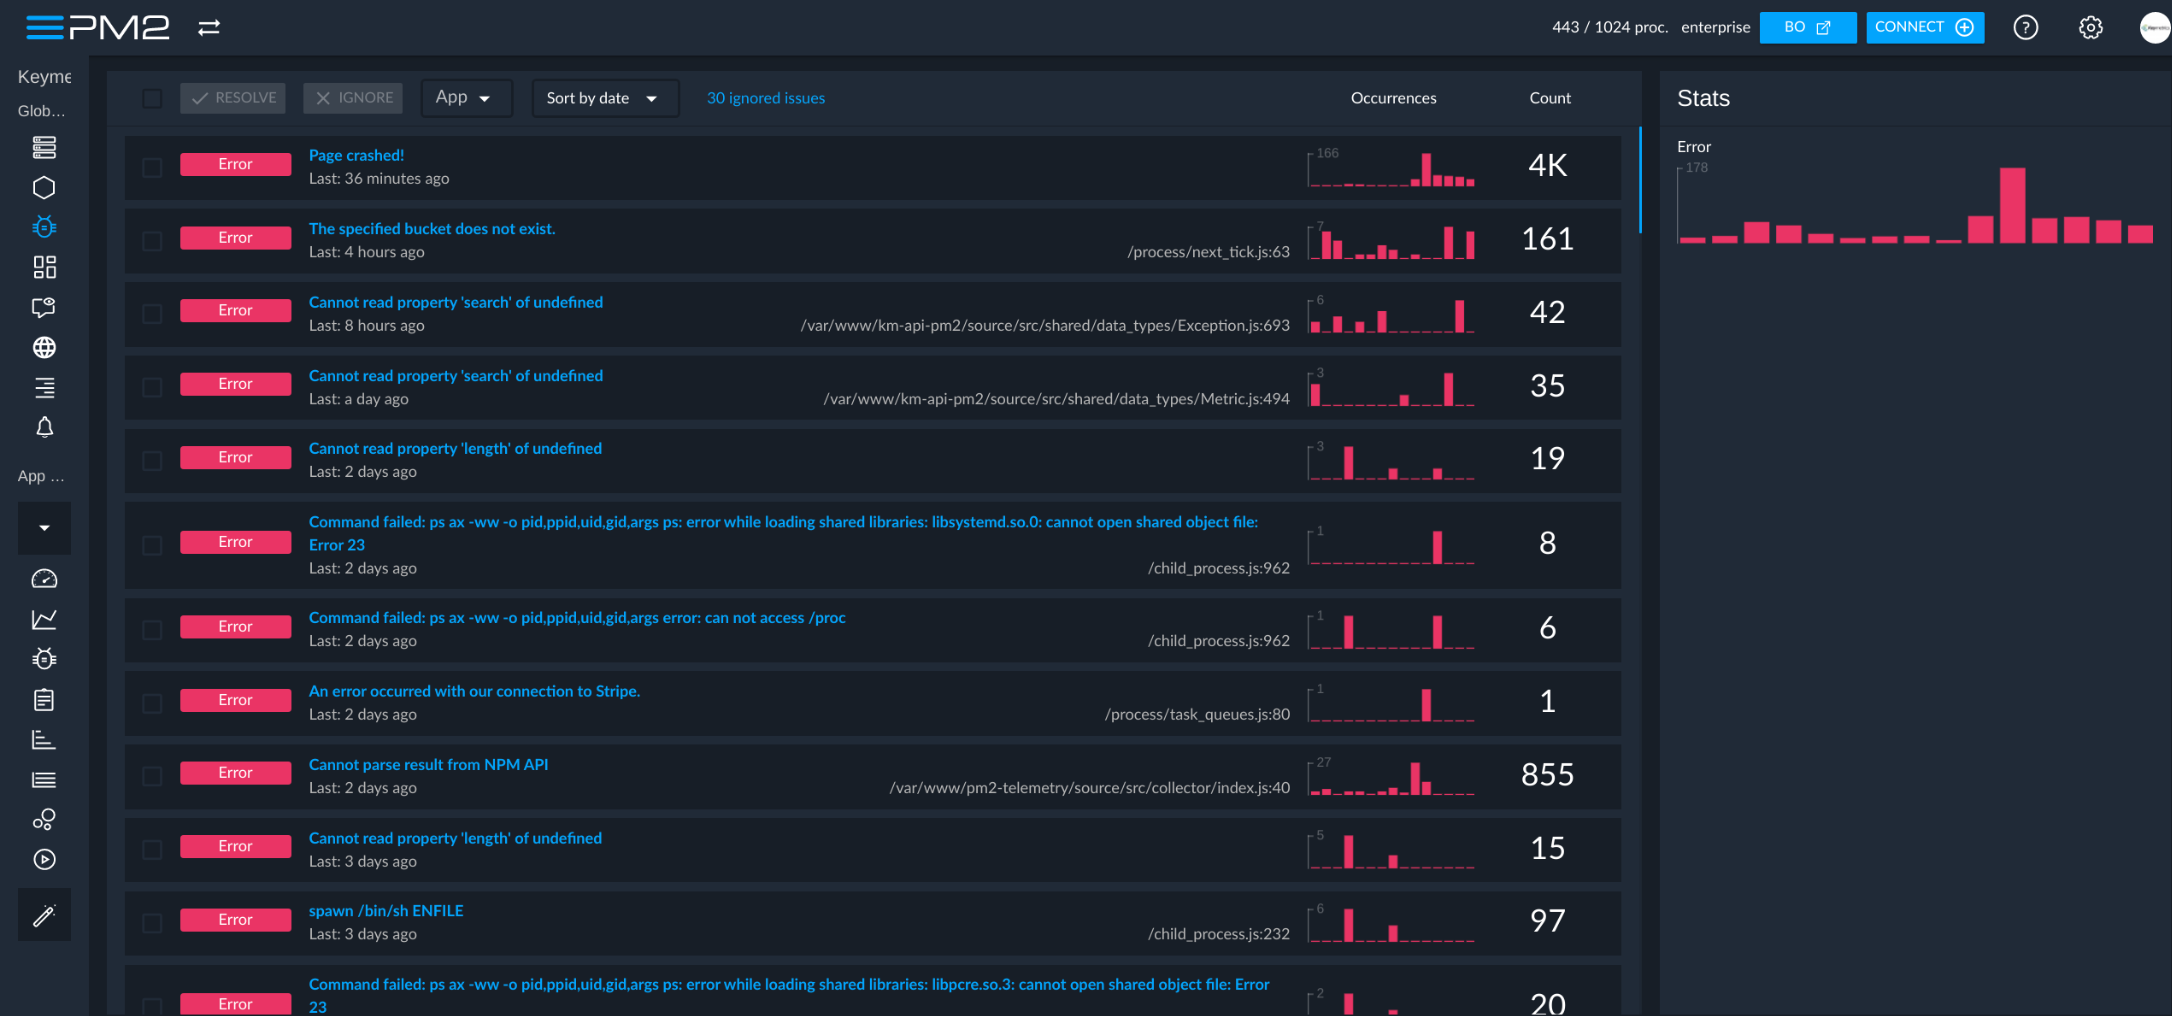 PM2
443 / 1024 proc. enterprise BO CONNECT
Keyme
Glob...
App ...
RESOLVE IGNORE App Sort by date 30 ignored issues Occurrences Count
Error Page crashed! 166 4K
Last: 36 minutes ago
Error The specified bucket does not exist. 7 161
Last: 4 hours ago /process/next_tick.js:63
Error Cannot read property 'search' of undefined 6 42
Last: 8 hours ago /var/www/km-api-pm2/source/src/shared/data_types/Exception.js:693
Error Cannot read property 'search' of undefined 3 35
Last: a day ago /var/www/km-api-pm2/source/src/shared/data_types/Metric.js:494
Error Cannot read property 'length' of undefined 3 19
Last: 2 days ago
Error Command failed: ps ax -ww -o pid,ppid,uid,gid,args ps: error while loading shared libraries: libsystemd.so.0: cannot open shared object file: 1 8
Error 23
Last: 2 days ago /child_process.js:962
Error Command failed: ps ax -ww -o pid,ppid,uid,gid,args error: can not access /proc 1 6
Last: 2 days ago /child_process.js:962
Error An error occurred with our connection to Stripe. 1 1
Last: 2 days ago /process/task_queues.js:80
Error Cannot parse result from NPM API 27 855
Last: 2 days ago /var/www/pm2-telemetry/source/src/collector/index.js:40
Error Cannot read property 'length' of undefined 5 15
Last: 3 days ago
Error spawn /bin/sh ENFILE 6 97
Last: 3 days ago /child_process.js:232
Error Command failed: ps ax -ww -o pid,ppid,uid,gid,args ps: error while loading shared libraries: libpcre.so.3: cannot open shared object file: Error 2 20
23
Stats
Error
178